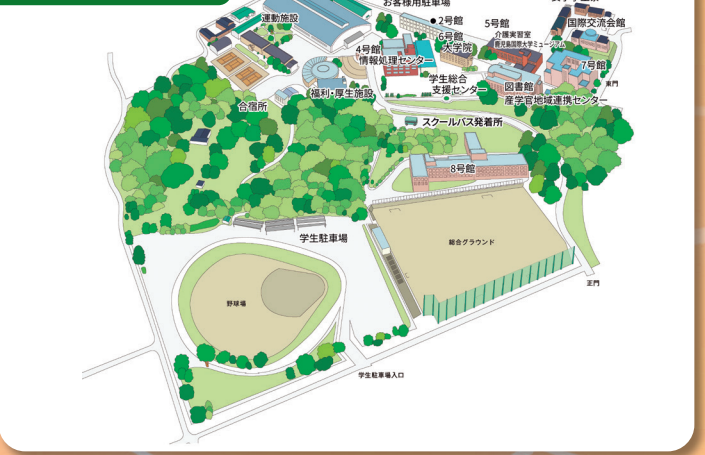 お客様用駐車場
運動施設
2号館
5号館
国際交流会館
6号館
介護実習室
大学院
鹿児島国際大学ミュージアム
4号館
情報処理センター
7号館
東門
学生総合
支援センター
図書館
福利・厚生施設
産学官地域連携センター
合宿所
スクールバス発着所
8号館
学生駐車場
総合グラウンド
正門
野球場
学生駐車場入口